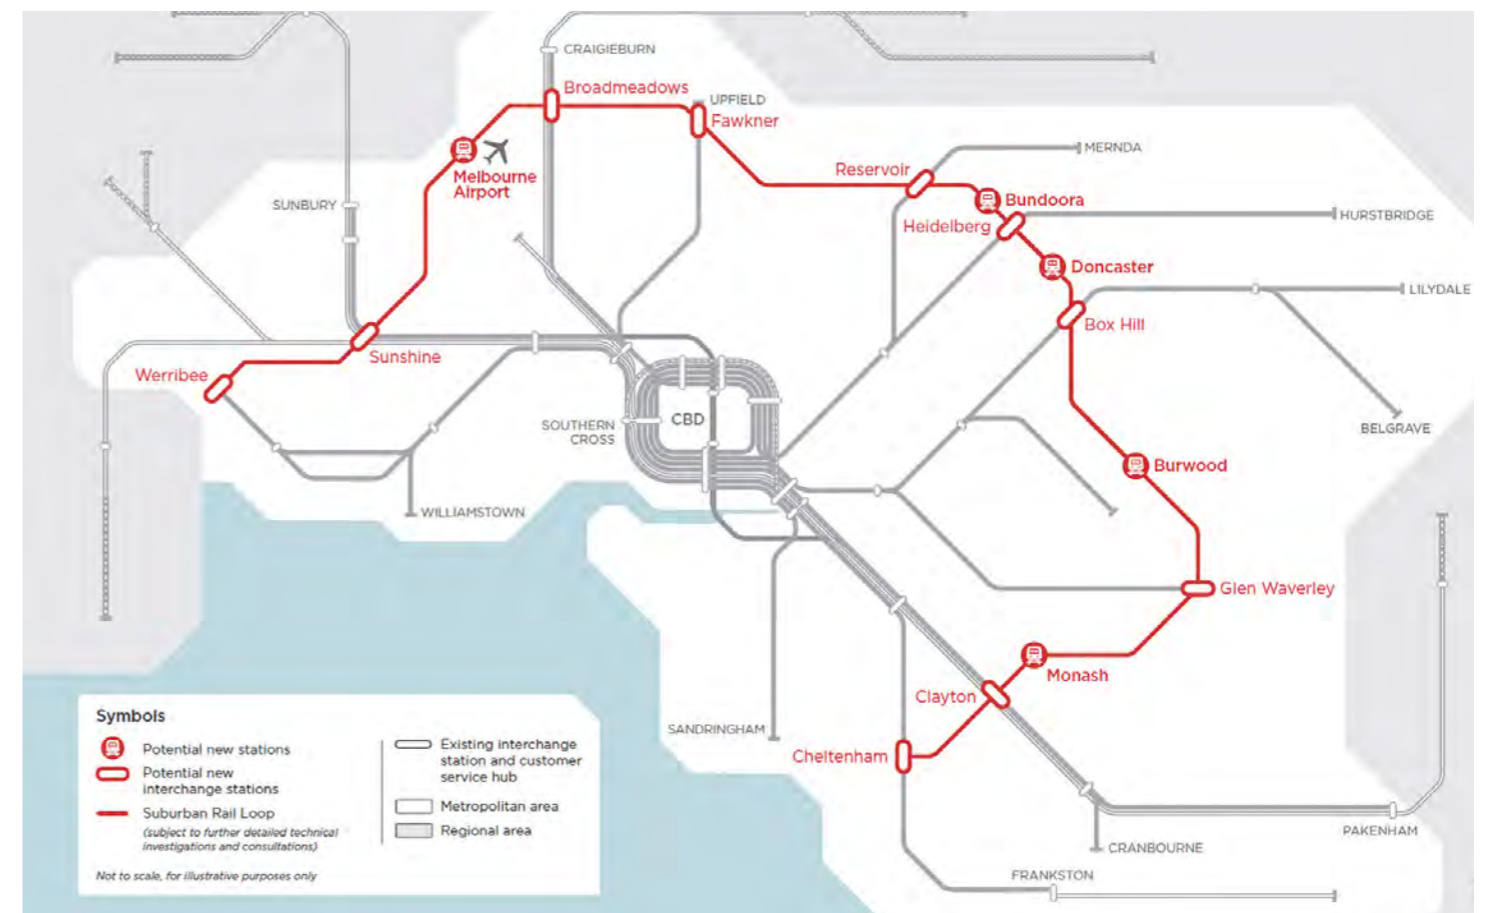 CRAIGIEBURN
Broadmeadows
UPFIELD
Fawkner
MERNDA
Reservoir
Melbourne
Airport
Bundoora
SUNBURY
HURSTBRIDGE
Heidelberg
Doncaster
LILYDALE
Box Hill
Sunshine
Werribee
SOUTHERN
CROSS
CBD
BELGRAVE
Burwood
WILLIAMSTOWN
Glen Waverley
Monash
Clayton
SANDRINGHAM
Cheltenham
PAKENHAM
CRANBOURNE
FRANKSTON
Symbols
Potential new stations
Potential new
interchange stations
Suburban Rail Loop
(subject to further detailed technical
investigations and consultations)
Not to scale, for illustrative purposes only
Existing interchange
station and customer
service hub
Metropolitan area
Regional area